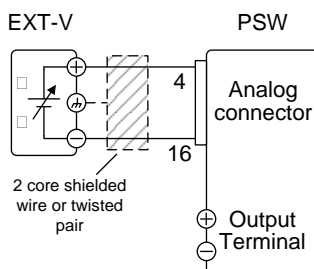 EXT-V
PSW
4
Analog
connector
16
2 core shielded
wire or twisted
pair
Output
Terminal